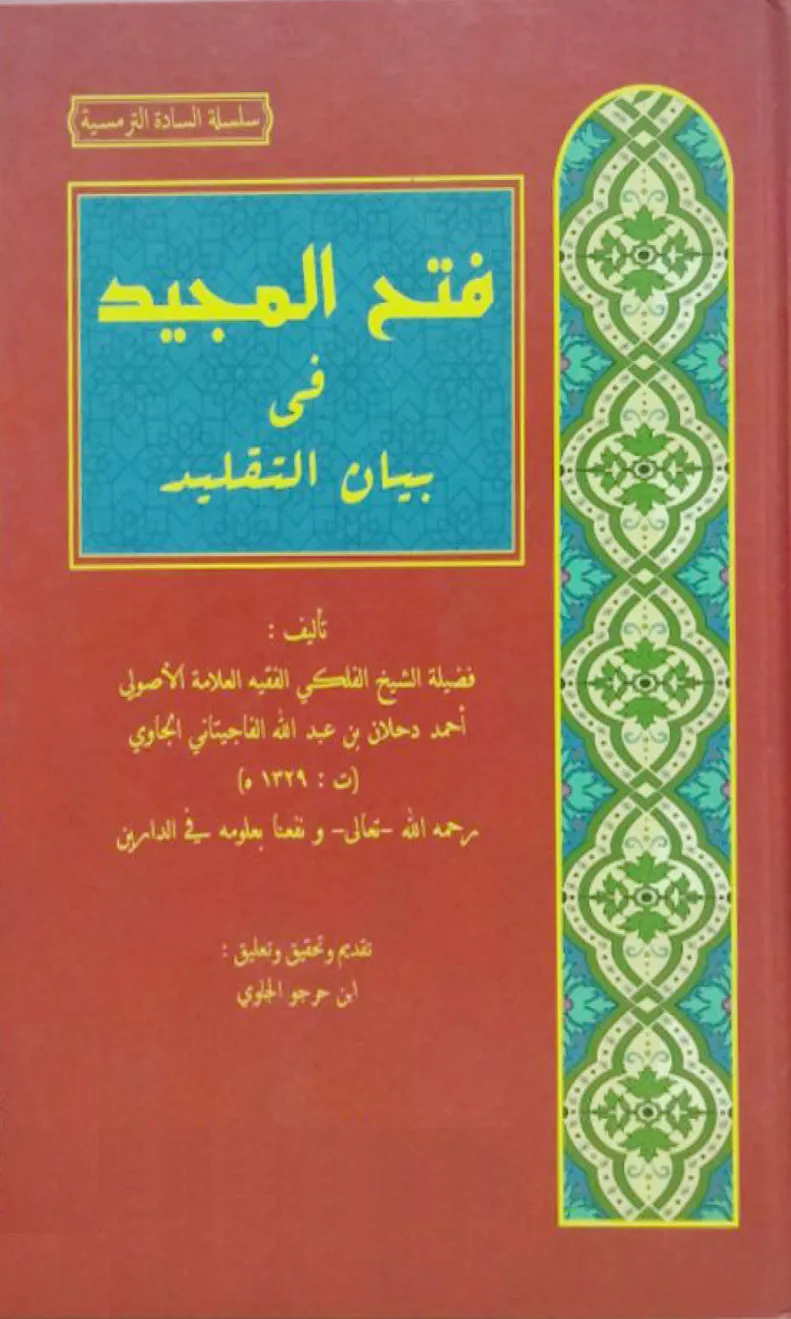 سلسلة السادة الترمسية
فتح المجيد
في
بيان التقليد
تأليف :
فضيلة الشيخ الفلكي الفقيه العلامة الأصولي
أحمد دحلان بن عبد الله الفاجيتاني الجاوي
(ت : ١٣٢٩ ه)
رحمه الله -تعالى- و نفعنا بعلومه في الدارين
تقديم وتحقيق وتعليق :
ابن حرجو الجاوي